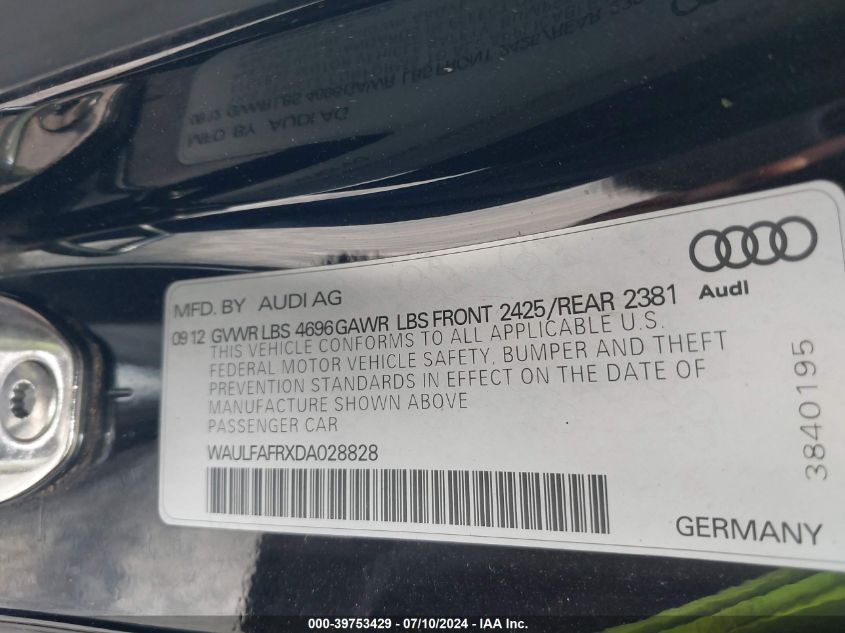 MFD. BY AUDI AG
Audi
09 12 GVWR LBS 4696 GAWR LBS FRONT 2425/REAR 2381
THIS VEHICLE CONFORMS TO ALL APPLICABLE U.S.
FEDERAL MOTOR VEHICLE SAFETY, BUMPER AND THEFT
PREVENTION STANDARDS IN EFFECT ON THE DATE OF
MANUFACTURE SHOWN ABOVE
PASSENGER CAR
WAULFAFRXDA028828
3840195
GERMANY
000-39753429 - 07/10/2024 - IAA Inc.